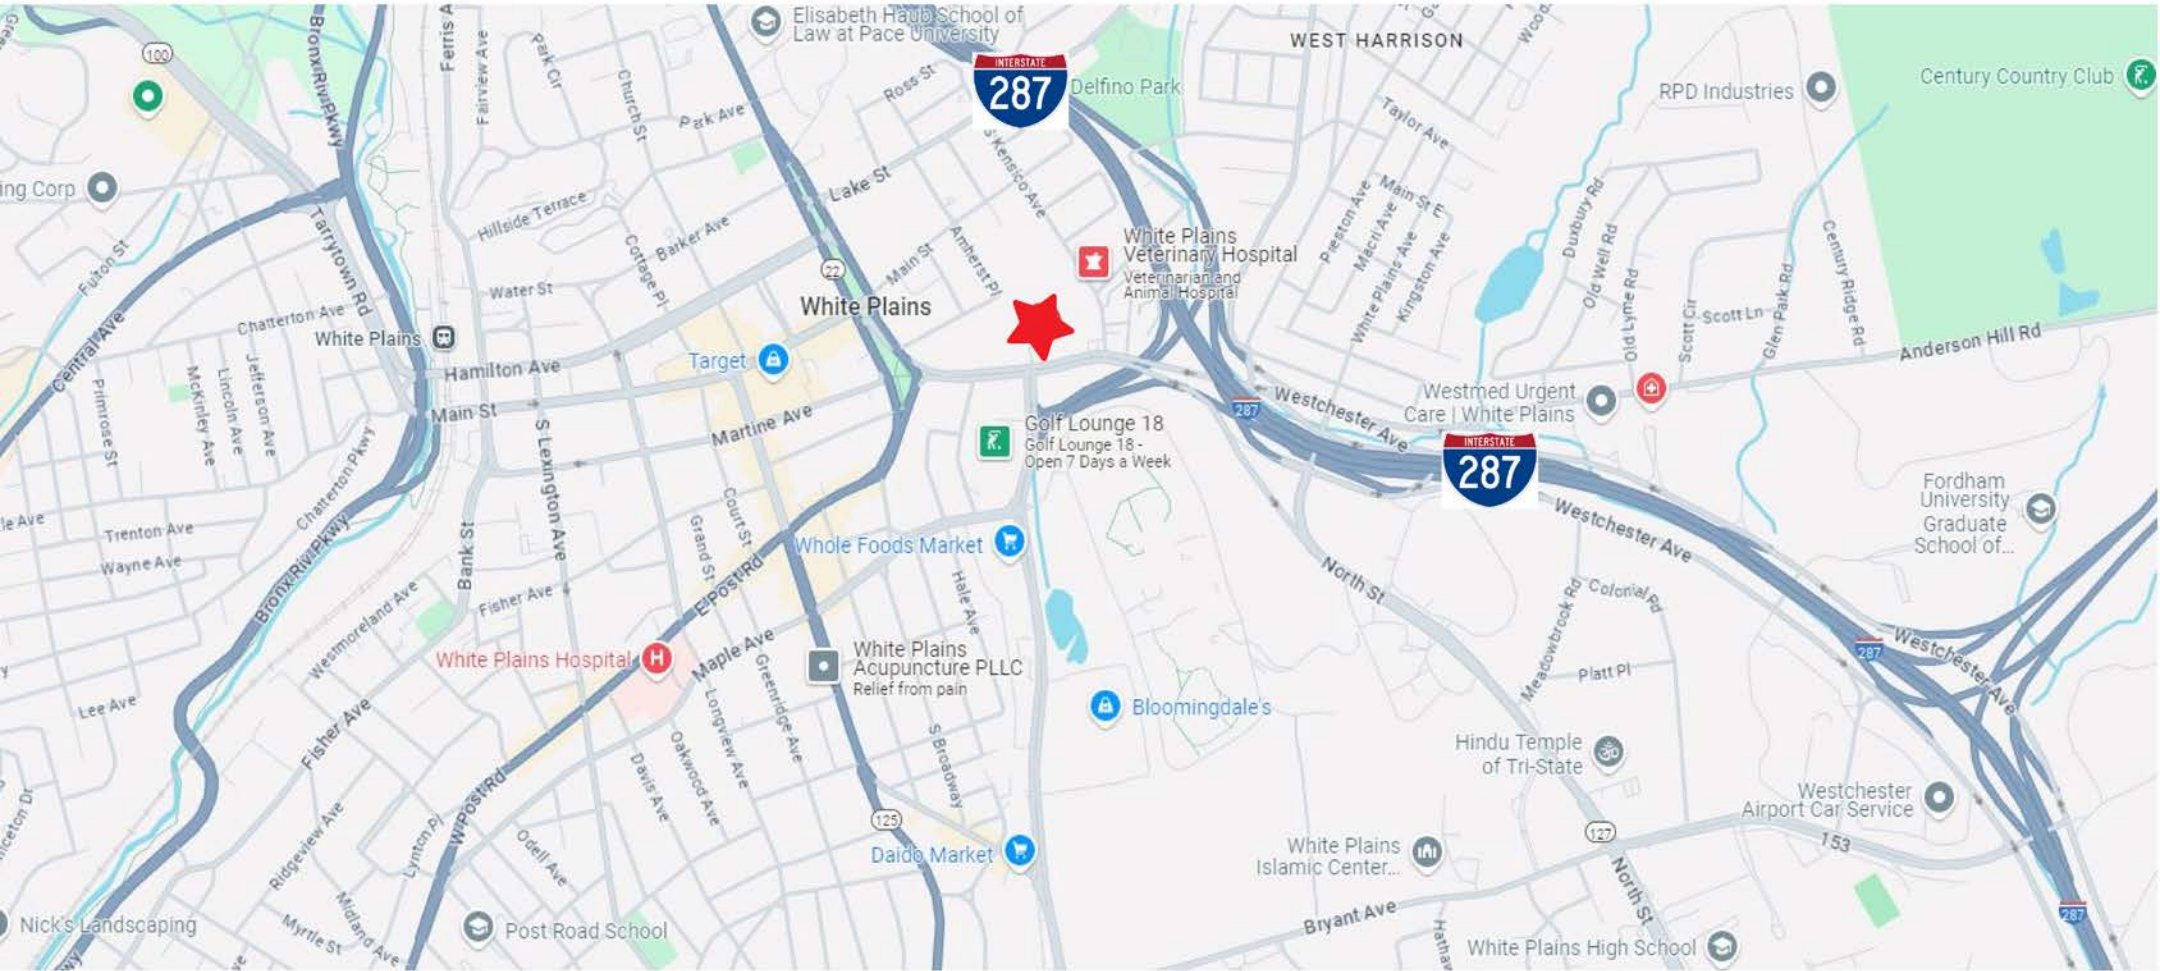 Elisabeth Haub School of
Law at Pace University
INTERSTATE
287
Delfino Park
WEST HARRISON
RPD Industries
Century Country Club
100
BronxRivPkwy
Ferris A
Fairview Ave
Park Cir
Church St
Park Ave
Ross St
S Kensico Ave
Taylor Ave
Wood
ing Corp
Lake St
Hillside Terrace
Barker Ave
Cottage Pl
Tarrytown Rd
Fulton St
Main St
Amherst Pl
White Plains
Veterinary Hospital
Veterinarian and
Animal Hospital
Preston Ave
Main St E
Macri Ave
White Plains Ave
Kingston Ave
Duxbury Rd
Old Well Rd
Old Lyme Rd
Scott Cir
Scott Ln
Glen Park Rd
Century Ridge Rd
Anderson Hill Rd
22
Water St
White Plains
Chatterton Ave
White Plains
Central Ave
Target
Hamilton Ave
Main St
Martine Ave
Primrose St
McKinley Ave
Lincoln Ave
Jefferson Ave
Chatterton Pkwy
S Lexington Ave
287
Westchester Ave
Westmed Urgent
Care | White Plains
INTERSTATE
287
Golf Lounge 18
Golf Lounge 18 -
Open 7 Days a Week
Fordham
University
Graduate
School of...
le Ave
Trenton Ave
Wayne Ave
Bank St
Grand St
Court St
Whole Foods Market
Westchester Ave
North St
BronxRivPkwy
Westmoreland Ave
Fisher Ave
E Post Rd
Hale Ave
Meadowbrook Rd
Colonial Rd
Platt Pl
287
Westchester Ave
White Plains Hospital
Maple Ave
White Plains
Acupuncture PLLC
Relief from pain
Lee Ave
Fisher Ave
Longview Ave
Greenridge Ave
Oakwood Ave
Davis Ave
S Broadway
Bloomingdale's
Hindu Temple
of Tri-State
Westchester
Airport Car Service
inceton Dr
Ridgeview Ave
Lynton Pl
W Post Rd
Odell Ave
125
Daido Market
White Plains
Islamic Center...
127
153
North St
Bryant Ave
Nick's Landscaping
Myrtle St
Midland Ave
Post Road School
Hathaw
White Plains High School
287